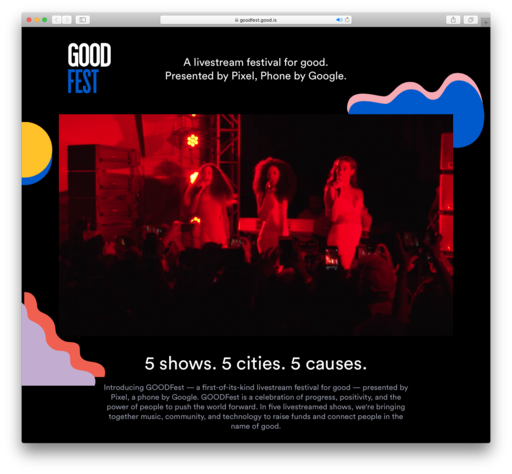 goodfest.good.is
GOOD
FEST
A livestream festival for good.
Presented by Pixel, Phone by Google.
5 shows. 5 cities. 5 causes.
Introducing GOODFest — a first-of-its-kind livestream festival for good — presented by
Pixel, a phone by Google. GOODFest is a celebration of progress, positivity, and the
power of people to push the world forward. In five livestreamed shows, we're bringing
together music, community, and technology to raise funds and connect people in the
name of good.